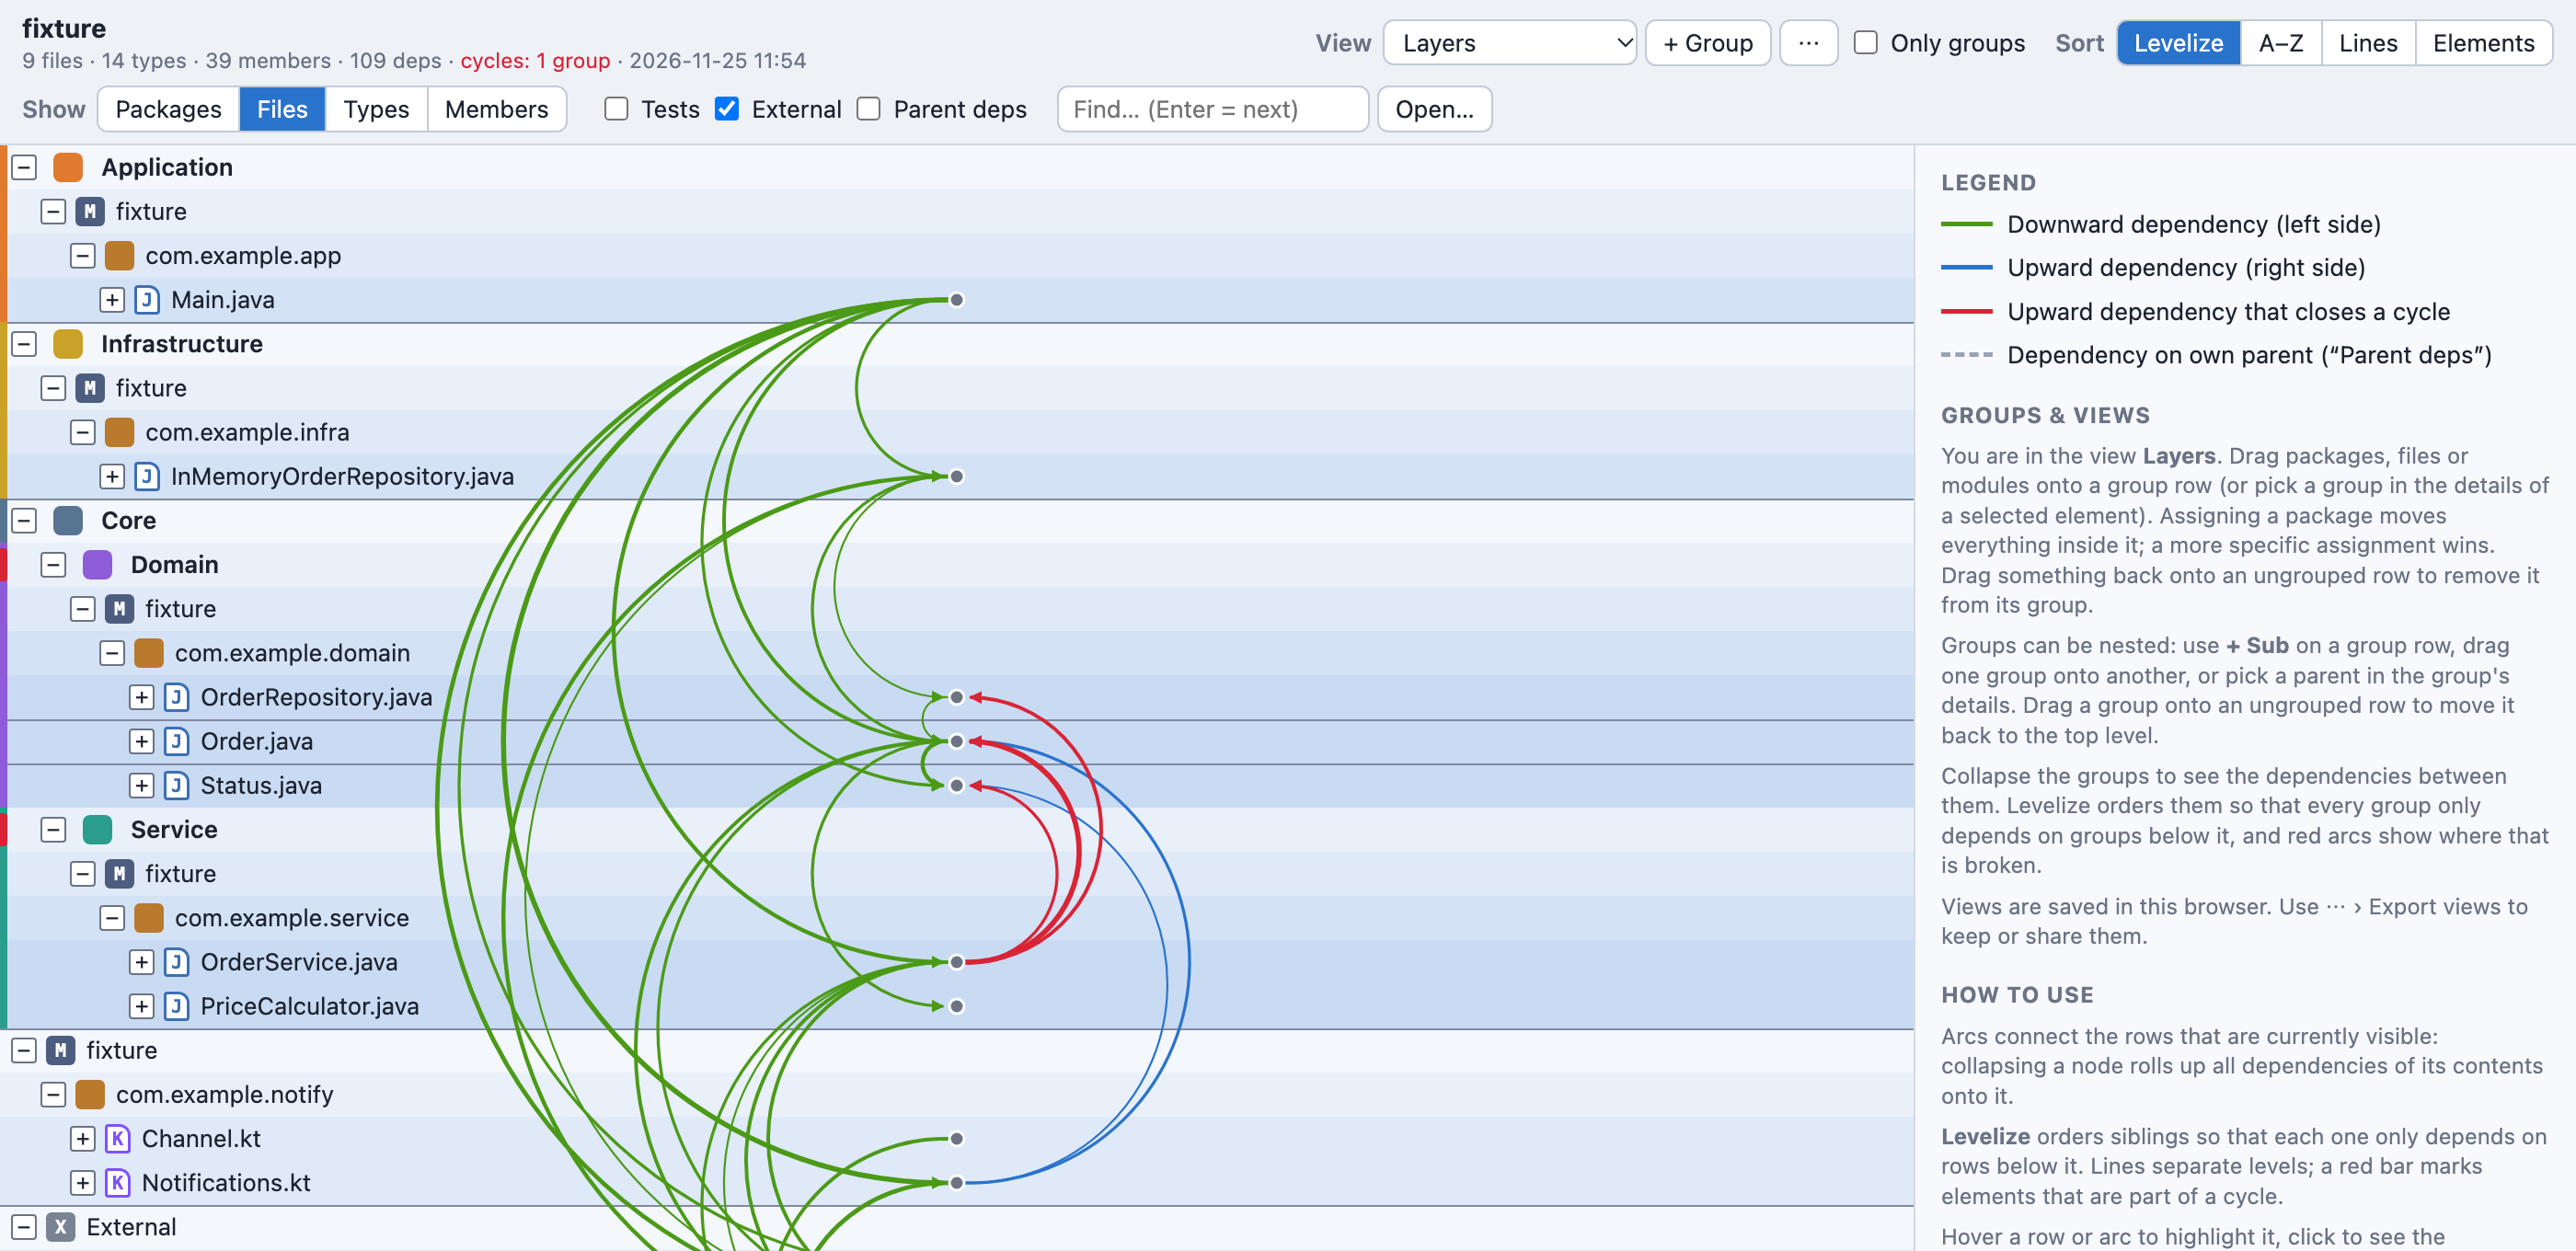 fixture
9 files · 14 types · 39 members · 109 deps · cycles: 1 group · 2026-11-25 11:54
View Layers + Group ··· Only groups Sort Levelize A–Z Lines Elements
Show Packages Files Types Members Tests External Parent deps Find... (Enter = next) Open...
Application
M fixture
com.example.app
J Main.java
Infrastructure
M fixture
com.example.infra
J InMemoryOrderRepository.java
Core
Domain
M fixture
com.example.domain
J OrderRepository.java
J Order.java
J Status.java
Service
M fixture
com.example.service
J OrderService.java
J PriceCalculator.java
M fixture
com.example.notify
K Channel.kt
K Notifications.kt
X External
LEGEND
Downward dependency (left side)
Upward dependency (right side)
Upward dependency that closes a cycle
Dependency on own parent (“Parent deps”)
GROUPS & VIEWS
You are in the view Layers. Drag packages, files or
modules onto a group row (or pick a group in the details of
a selected element). Assigning a package moves
everything inside it; a more specific assignment wins.
Drag something back onto an ungrouped row to remove it
from its group.
Groups can be nested: use + Sub on a group row, drag
one group onto another, or pick a parent in the group's
details. Drag a group onto an ungrouped row to move it
back to the top level.
Collapse the groups to see the dependencies between
them. Levelize orders them so that every group only
depends on groups below it, and red arcs show where that
is broken.
Views are saved in this browser. Use ··· › Export views to
keep or share them.
HOW TO USE
Arcs connect the rows that are currently visible:
collapsing a node rolls up all dependencies of its contents
onto it.
Levelize orders siblings so that each one only depends on
rows below it. Lines separate levels; a red bar marks
elements that are part of a cycle.
Hover a row or arc to highlight it, click to see the